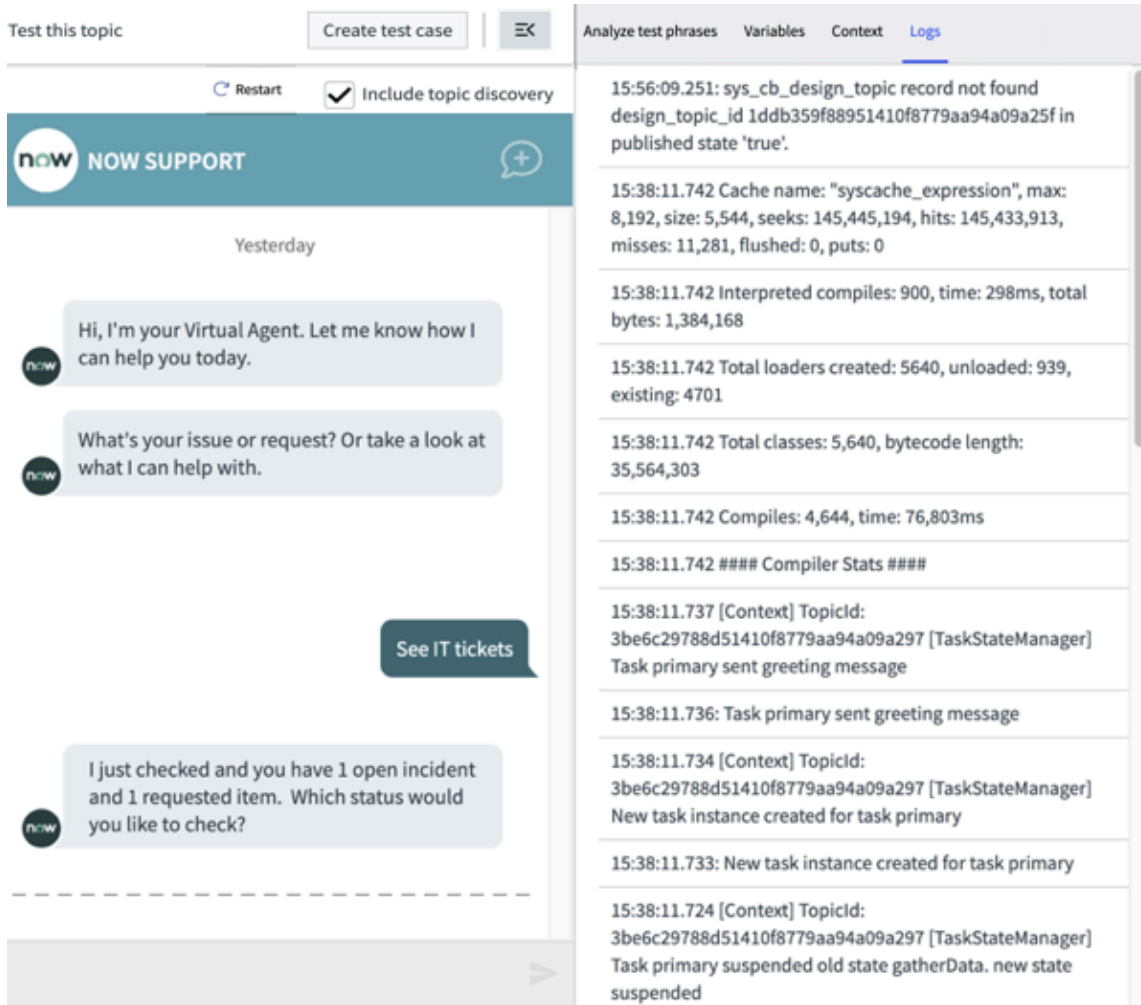 Test this topic
Create test case
Restart
Include topic discovery
now NOW SUPPORT
Yesterday
Hi, I'm your Virtual Agent. Let me know how I
can help you today.
now
What's your issue or request? Or take a look at
what I can help with.
now
See IT tickets
I just checked and you have 1 open incident
and 1 requested item. Which status would
you like to check?
now
Analyze test phrases Variables Context Logs
15:56:09.251: sys_cb_design_topic record not found
design_topic_id 1ddb359f88951410f8779aa94a09a25f in
published state 'true'.
15:38:11.742 Cache name: "syscache_expression", max:
8,192, size: 5,544, seeks: 145,445,194, hits: 145,433,913,
misses: 11,281, flushed: 0, puts: 0
15:38:11.742 Interpreted compiles: 900, time: 298ms, total
bytes: 1,384,168
15:38:11.742 Total loaders created: 5640, unloaded: 939,
existing: 4701
15:38:11.742 Total classes: 5,640, bytecode length:
35,564,303
15:38:11.742 Compiles: 4,644, time: 76,803ms
15:38:11.742 #### Compiler Stats ####
15:38:11.737 [Context] TopicId:
3be6c29788d51410f8779aa94a09a297 [TaskStateManager]
Task primary sent greeting message
15:38:11.736: Task primary sent greeting message
15:38:11.734 [Context] TopicId:
3be6c29788d51410f8779aa94a09a297 [TaskStateManager]
New task instance created for task primary
15:38:11.733: New task instance created for task primary
15:38:11.724 [Context] TopicId:
3be6c29788d51410f8779aa94a09a297 [TaskStateManager]
Task primary suspended old state gatherData. new state
suspended